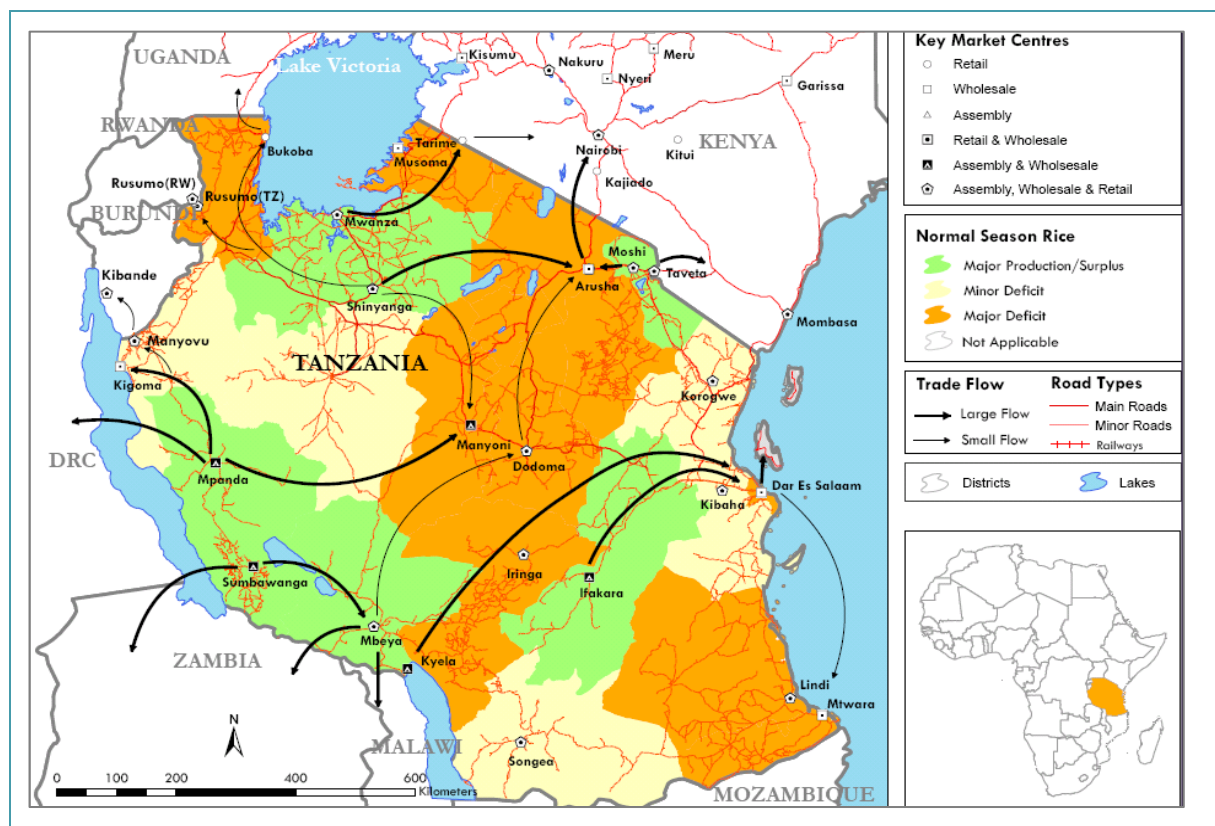 UGANDA
Lake Victoria
Kisumu
Nakuru
Meru
Nyeri
Garissa
RWANDA
Bukoba
Tarime
Musoma
Nairobi
Kitui
KENYA
Kajiado
Rusumo(RW)
Rusumo(TZ)
BURUNDI
Mwanza
Moshi
Taveta
Arusha
Kibande
Shinyanga
Mombasa
Manyovu
TANZANIA
Kigoma
Korogwe
DRC
Manyoni
Dodoma
Mpanda
Dar Es Salaam
Kibaha
Iringa
Ifakara
Sumbawanga
Mbeya
Kyela
ZAMBIA
Lindi
Mtwara
N
MALAWI
Songea
MOZAMBIQUE
0 100 200 400 600
Kilometers
Key Market Centres
Retail
Wholesale
Assembly
Retail & Wholesale
Assembly & Wholsesale
Assembly, Wholesale & Retail
Normal Season Rice
Major Production/Surplus
Minor Deficit
Major Deficit
Not Applicable
Trade Flow
Large Flow
Small Flow
Road Types
Main Roads
Minor Roads
Railways
Districts
Lakes